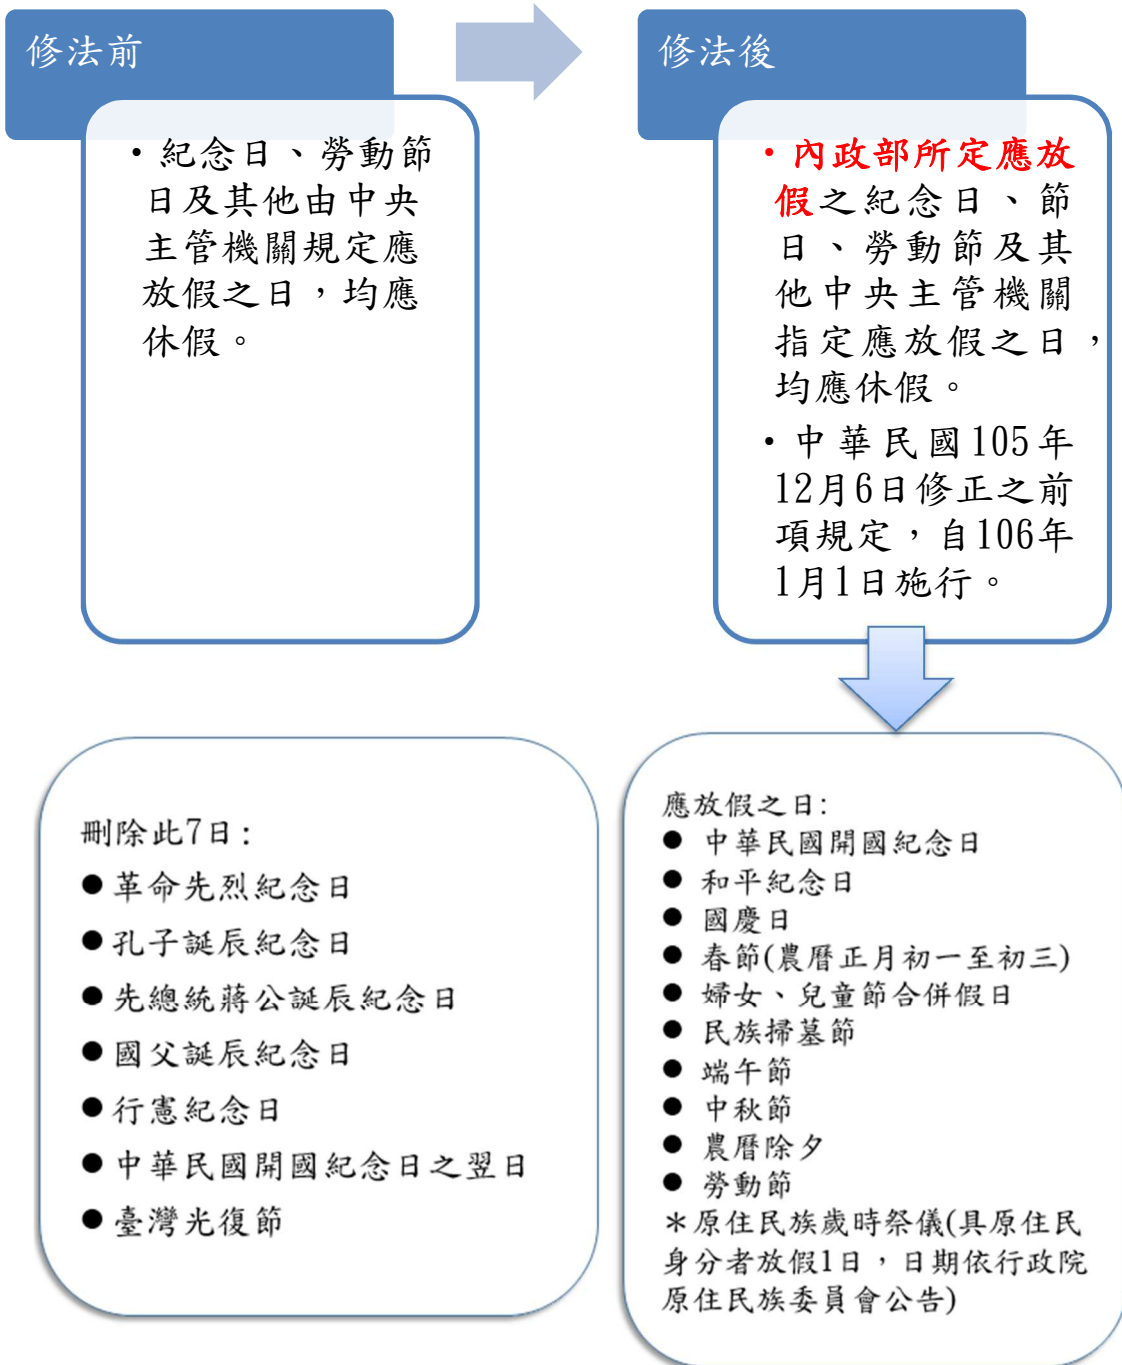 修法前
・紀念日、勞動節
日及其他由中央
主管機關規定應
放假之日，均應
休假。
修法後
・內政部所定應放
假之紀念日、節
日、勞動節及其
他中央主管機關
指定應放假之日，
均應休假。
・中華民國105年
12月6日修正之前
項規定，自106年
1月1日施行。
刪除此7日:
●革命先烈紀念日
●孔子誕辰紀念日
●先總統蔣公誕辰紀念日
●國父誕辰紀念日
●行憲紀念日
●中華民國開國紀念日之翌日
●臺灣光復節
應放假之日:
● 中華民國開國紀念日
● 和平紀念日
● 國慶日
● 春節(農曆正月初一至初三)
● 婦女、兒童節合併假日
● 民族掃墓節
● 端午節
● 中秋節
● 農曆除夕
● 勞動節
＊原住民族歲時祭儀(具原住民
身分者放假1日，日期依行政院
原住民族委員會公告)